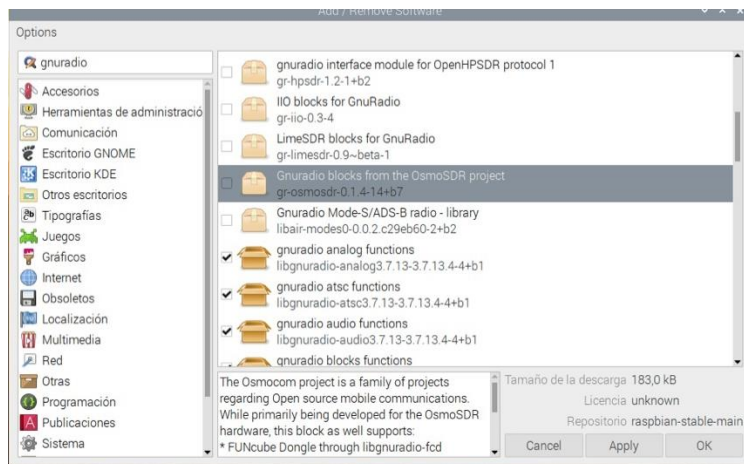 Add / Remove Software
Options
gnuradio
Accesorios
Herramientas de administració
Comunicación
Escritorio GNOME
Escritorio KDE
Otros escritorios
Tipografías
Juegos
Gráficos
Internet
Obsoletos
Localización
Multimedia
Red
Otras
Programación
Publicaciones
Sistema
gnuradio interface module for OpenHPSDR protocol 1
gr-hpsdr-1.2-1+b2
IIO blocks for GnuRadio
gr-iio-0.3-4
LimeSDR blocks for GnuRadio
gr-limesdr-0.9~beta-1
Gnuradio blocks from the OsmoSDR project
gr-osmosdr-0.1.4-14+b7
Gnuradio Mode-S/ADS-B radio - library
libair-modes0-0.0.2.c29eb60-2+b2
gnuradio analog functions
libgnuradio-analog3.7.13-3.7.13.4-4+b1
gnuradio atsc functions
libgnuradio-atsc3.7.13-3.7.13.4-4+b1
gnuradio audio functions
libgnuradio-audio3.7.13-3.7.13.4-4+b1
gnuradio blocks functions
The Osmocom project is a family of projects
regarding Open source mobile communications.
While primarily being developed for the OsmoSDR
hardware, this block as well supports:
* FUNcube Dongle through libgnuradio-fcd
Tamaño de la descarga 183,0 kB
Licencia unknown
Repositorio raspbian-stable-main
Cancel Apply OK